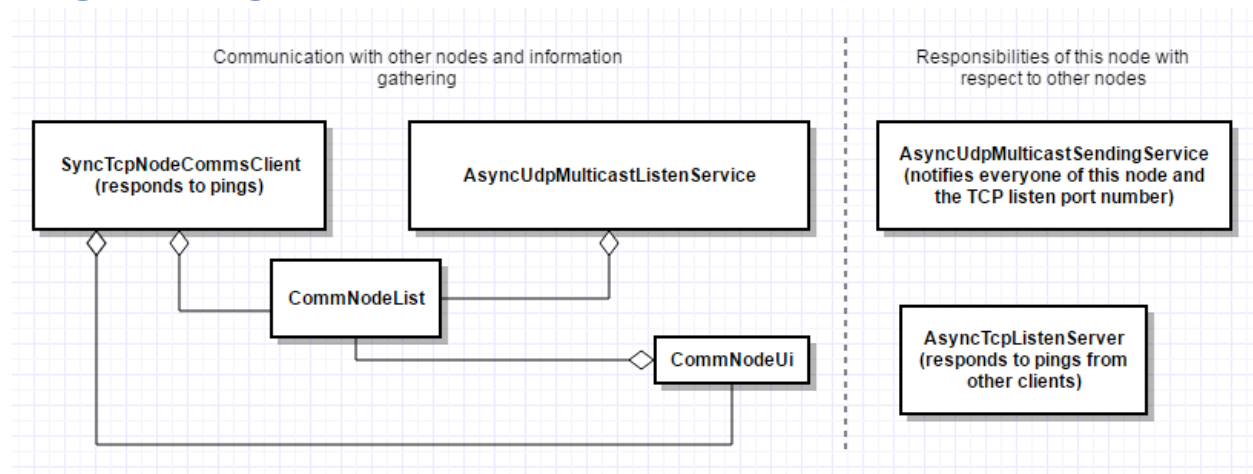 Communication with other nodes and information
gathering
Responsibilities of this node with
respect to other nodes
SyncTcpNodeCommsClient
(responds to pings)
AsyncUdpMulticastListenService
AsyncUdpMulticastSendingService
(notifies everyone of this node and
the TCP listen port number)
CommNodeList
CommNodeUi
AsyncTcpListenServer
(responds to pings from
other clients)